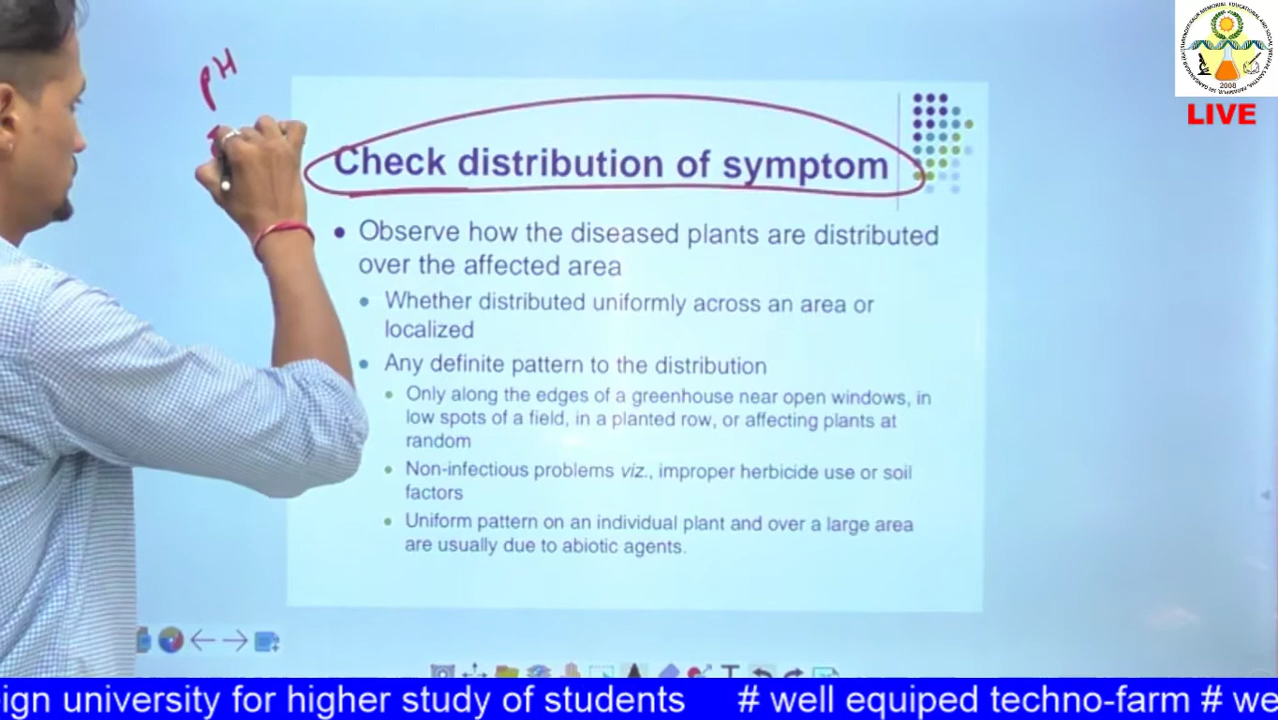 pH
2008
LIVE
Check distribution of symptom
Observe how the diseased plants are distributed
over the affected area
Whether distributed uniformly across an area or
localized
Any definite pattern to the distribution
Only along the edges of a greenhouse near open windows, in
low spots of a field, in a planted row, or affecting plants at
random
Non-infectious problems viz., improper herbicide use or soil
factors
Uniform pattern on an individual plant and over a large area
are usually due to abiotic agents.
ign university for higher study of students # well equiped techno-farm # we